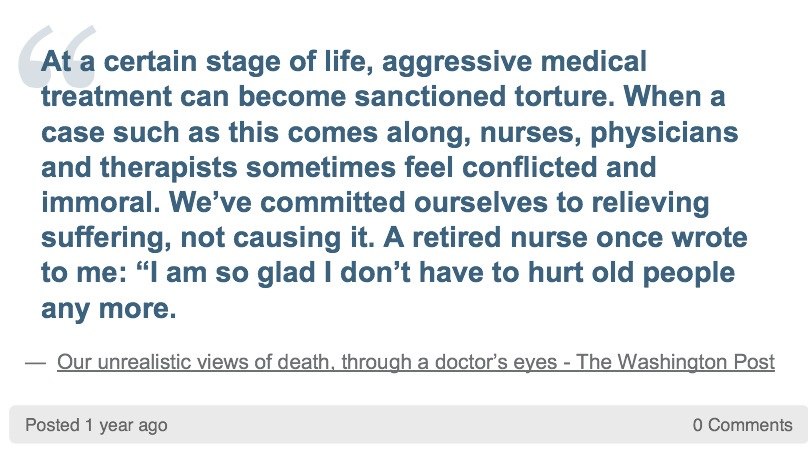 “
At a certain stage of life, aggressive medical
treatment can become sanctioned torture. When a
case such as this comes along, nurses, physicians
and therapists sometimes feel conflicted and
immoral. We’ve committed ourselves to relieving
suffering, not causing it. A retired nurse once wrote
to me: “I am so glad I don’t have to hurt old people
any more.
— Our unrealistic views of death, through a doctor’s eyes - The Washington Post
Posted 1 year ago 0 Comments